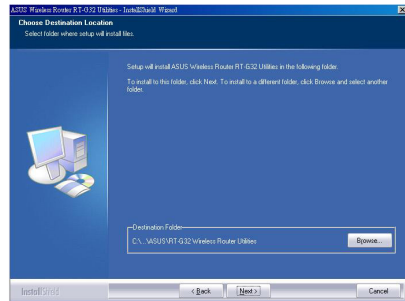 ASUS Wireless Router RT-G32 Utilities - InstallShield Wizard
Choose Destination Location
Select folder where setup will install files.
Setup will install ASUS Wireless Router RT-G32 Utilities in the following folder.
To install to this folder, click Next. To install to a different folder, click Browse and select another
folder.
Destination Folder
C:\...\ASUS\RT-G32 Wireless Router Utilities
Browse...
InstallShield
< Back
Next >
Cancel